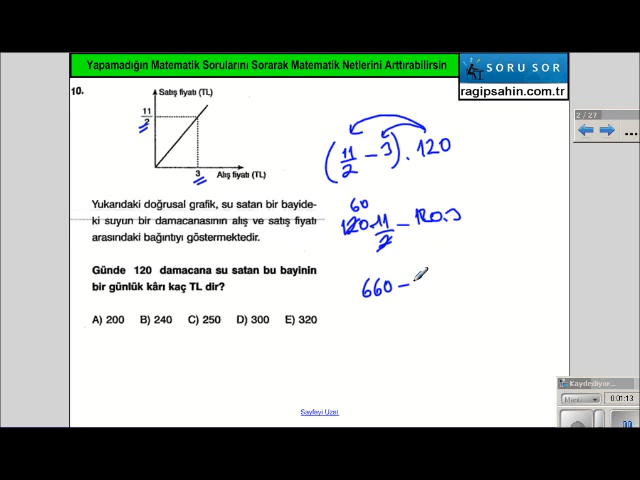 Yapamadığın Matematik Sorularını Sorarak Matematik Netlerini Arttırabilirsin
SORU SOR
ragipsahin.com.tr
10.
Satış fiyatı (TL)
11
2
3
Alış fiyatı (TL)
Yukarıdaki doğrusal grafik, su satan bir bayide-
ki suyun bir damacanasının alış ve satış fiyatı
arasındaki bağıntıyı göstermektedir.
Günde 120 damacana su satan bu bayinin
bir günlük kârı kaç TL dir?
A) 200 B) 240 C) 250 D) 300 E) 320
(11/2 - 3) . 120
60
120 . 11/2 - 120.3
660 -
Sayfayı Uzat
2 / 27
...
Kaydediyor...
Menü
0:01:13